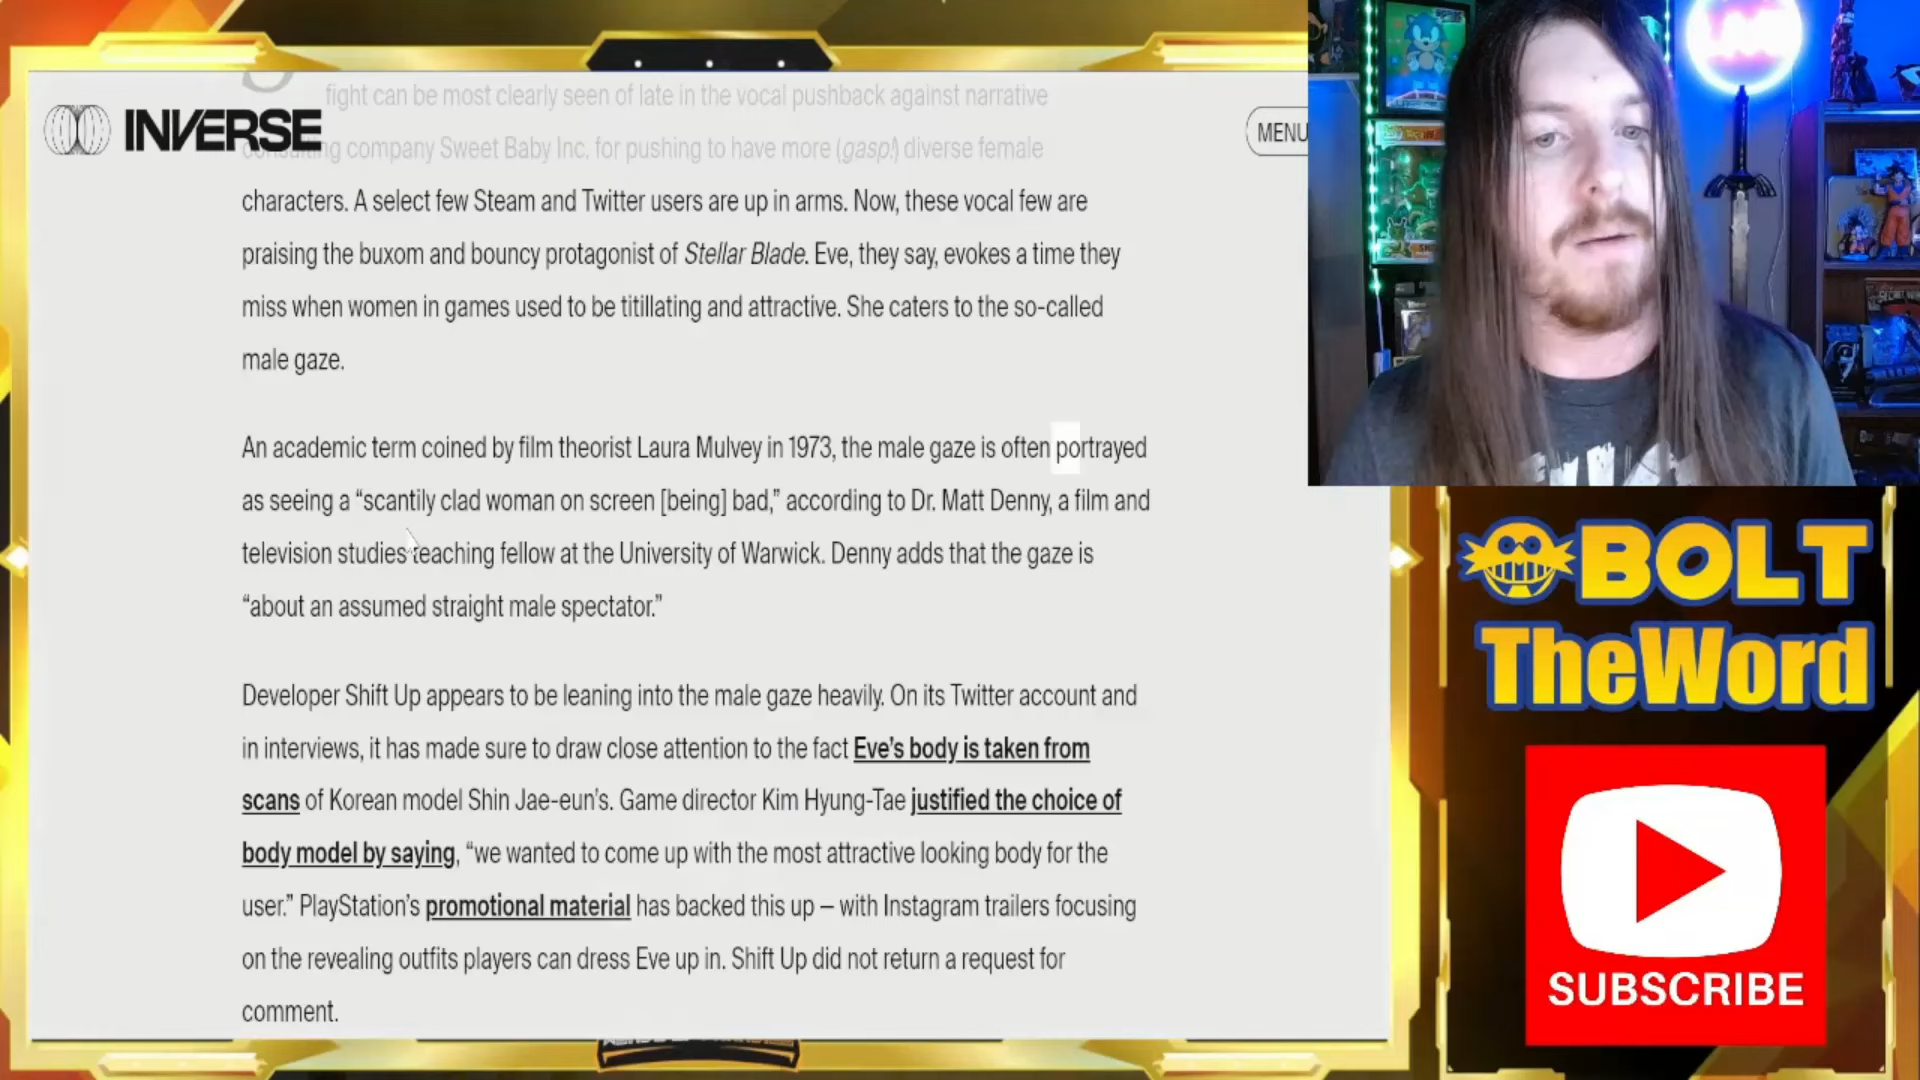 fight can be most clearly seen of late in the vocal pushback against narrative
INVERSE
MENU
consulting company Sweet Baby Inc. for pushing to have more (gasp!) diverse female
characters. A select few Steam and Twitter users are up in arms. Now, these vocal few are
praising the buxom and bouncy protagonist of Stellar Blade. Eve, they say, evokes a time they
miss when women in games used to be titillating and attractive. She caters to the so-called
male gaze.
An academic term coined by film theorist Laura Mulvey in 1973, the male gaze is often portrayed
as seeing a “scantily clad woman on screen [being] bad,” according to Dr. Matt Denny, a film and
television studies teaching fellow at the University of Warwick. Denny adds that the gaze is
“about an assumed straight male spectator.”
Developer Shift Up appears to be leaning into the male gaze heavily. On its Twitter account and
in interviews, it has made sure to draw close attention to the fact Eve’s body is taken from
scans of Korean model Shin Jae-eun’s. Game director Kim Hyung-Tae justified the choice of
body model by saying, “we wanted to come up with the most attractive looking body for the
user.” PlayStation’s promotional material has backed this up – with Instagram trailers focusing
on the revealing outfits players can dress Eve up in. Shift Up did not return a request for
comment.
BOLT
TheWord
SUBSCRIBE